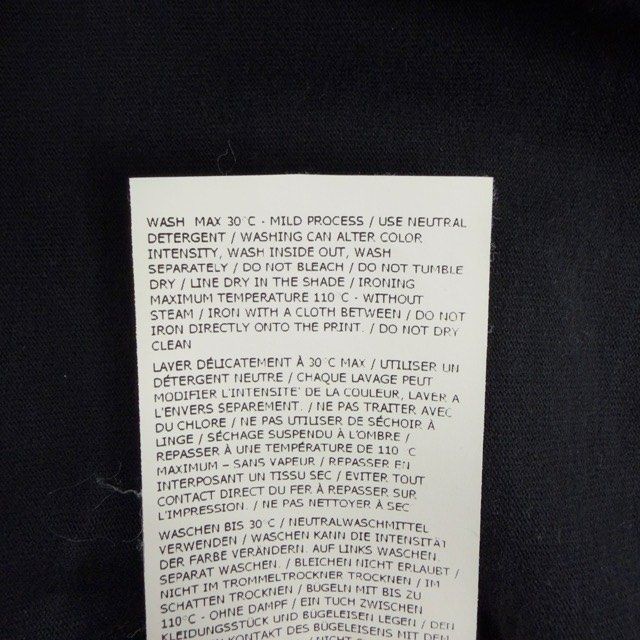 WASH MAX 30°C - MILD PROCESS / USE NEUTRAL
DETERGENT / WASHING CAN ALTER COLOR
INTENSITY, WASH INSIDE OUT, WASH
SEPARATELY / DO NOT BLEACH / DO NOT TUMBLE
DRY / LINE DRY IN THE SHADE / IRONING
MAXIMUM TEMPERATURE 110°C - WITHOUT
STEAM / IRON WITH A CLOTH BETWEEN / DO NOT
IRON DIRECTLY ONTO THE PRINT. / DO NOT DRY
CLEAN
LAVER DÉLICATEMENT À 30°C MAX / UTILISER UN
DÉTERGENT NEUTRE / CHAQUE LAVAGE PEUT
MODIFIER L'INTENSITE' DE LA COULEUR, LAVER A
L'ENVERS SEPAREMENT. / NE PAS TRAITER AVEC
DU CHLORE / NE PAS UTILISER DE SÉCHOIR À
LINGE / SÉCHAGE SUSPENDU À L'OMBRE /
REPASSER À UNE TEMPÉRATURE DE 110 °C
MAXIMUM – SANS VAPEUR / REPASSER EN
INTERPOSANT UN TISSU SEC / EVITER TOUT
CONTACT DIRECT DU FER À REPASSER SUR
L'IMPRESSION. / NE PAS NETTOYER À SEC
WASCHEN BIS 30°C / NEUTRALWASCHMITTEL
VERWENDEN / WASCHEN KANN DIE INTENSITÄT
DER FARBE VERÄNDERN. AUF LINKS WASCHEN.
SEPARAT WASCHEN. / BLEICHEN NICHT ERLAUBT /
NICHT IM TROMMELTROCKNER TROCKNEN / IM
SCHATTEN TROCKNEN / BÜGELN MIT BIS ZU
110°C - OHNE DAMPF / EIN TUCH ZWISCHEN
KLEIDUNGSSTÜCK UND BÜGELEISEN LEGEN / DEN
KONTAKT DES BÜGELEISENS MIT DEM